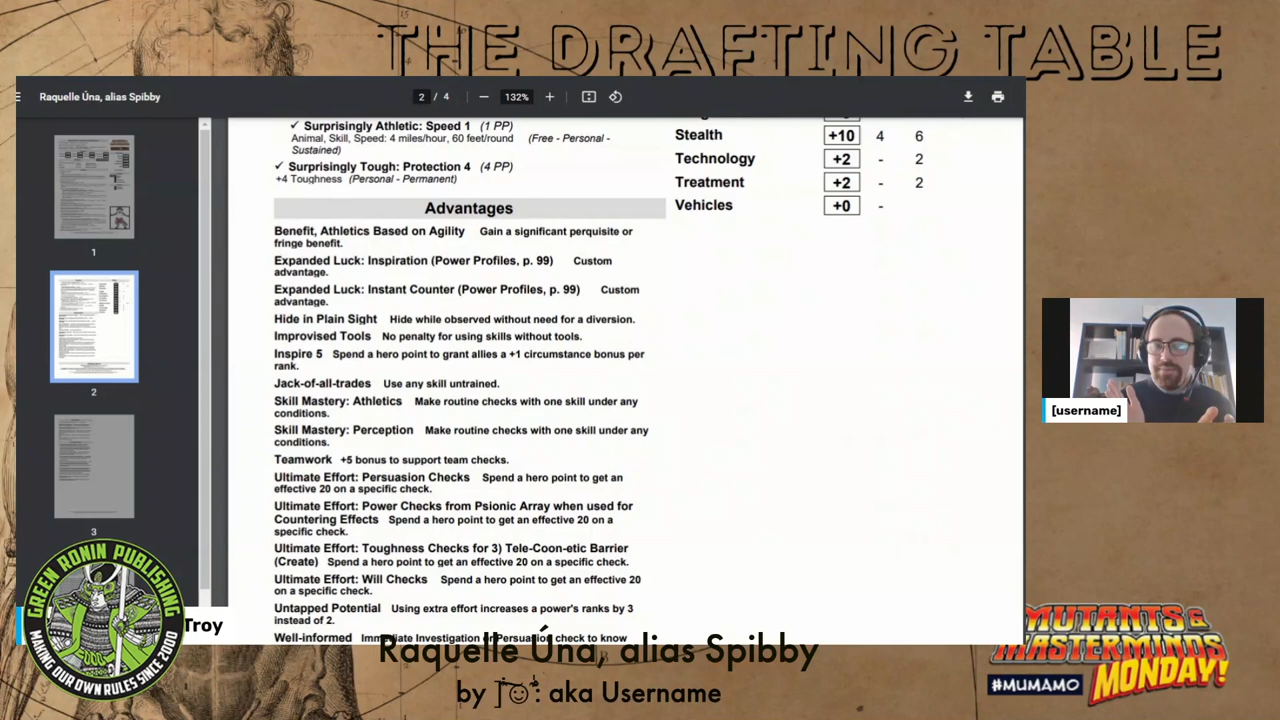 THE DRAFTING TABLE
Raquelle Úna, alias Spibby
2 / 4
132%
1
2
3
✓ Surprisingly Athletic: Speed 1 (1 PP)
Animal, Skill, Speed: 4 miles/hour, 60 feet/round (Free - Personal -
Sustained)
✓ Surprisingly Tough: Protection 4 (4 PP)
+4 Toughness (Personal - Permanent)
Advantages
Benefit, Athletics Based on Agility Gain a significant perquisite or
fringe benefit.
Expanded Luck: Inspiration (Power Profiles, p. 99) Custom
advantage.
Expanded Luck: Instant Counter (Power Profiles, p. 99) Custom
advantage.
Hide in Plain Sight Hide while observed without need for a diversion.
Improvised Tools No penalty for using skills without tools.
Inspire 5 Spend a hero point to grant allies a +1 circumstance bonus per
rank.
Jack-of-all-trades Use any skill untrained.
Skill Mastery: Athletics Make routine checks with one skill under any
conditions.
Skill Mastery: Perception Make routine checks with one skill under any
conditions.
Teamwork +5 bonus to support team checks.
Ultimate Effort: Persuasion Checks Spend a hero point to get an
effective 20 on a specific check.
Ultimate Effort: Power Checks from Psionic Array when used for
Countering Effects Spend a hero point to get an effective 20 on a
specific check.
Ultimate Effort: Toughness Checks for 3) Tele-Coon-etic Barrier
(Create) Spend a hero point to get an effective 20 on a specific check.
Ultimate Effort: Will Checks Spend a hero point to get an effective 20
on a specific check.
Untapped Potential Using extra effort increases a power's ranks by 3
instead of 2.
Well-informed Immediate Investigation or Persuasion check to know
Stealth +10 4 6
Technology +2 - 2
Treatment +2 - 2
Vehicles +0 -
[username]
Troy
GREEN RONIN PUBLISHING
MAKING OUR OWN RULES SINCE 2000
Raquelle Úna, alias Spibby
aka Username
by
MUTANTS &
MASTERMINDS
MONDAY!
#MUMAMO